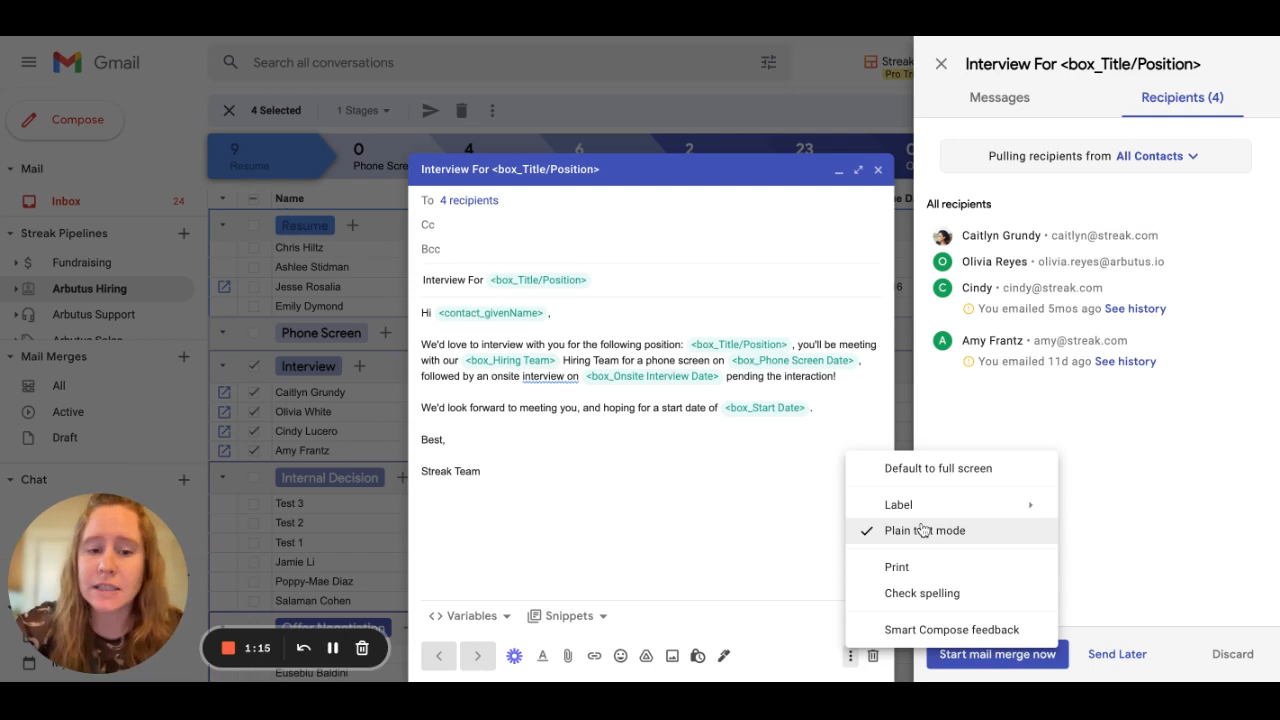 Gmail
Search all conversations
Streak
Pro Tri
Compose
4 Selected
1 Stages
9
Resume
0
Phone Scre
4
6
2
23
Mail
Inbox
24
Streak Pipelines
Fundraising
Arbutus Hiring
Arbutus Support
Arbutus Sales
Mail Merges
All
Active
Draft
Chat
Name
Resume
Chris Hiltz
Ashlee Stidman
Jesse Rosalia
Emily Dymond
Phone Screen
Interview
Caitlyn Grundy
Olivia White
Cindy Lucero
Amy Frantz
Internal Decision
Test 3
Test 2
Test 1
Jamie Li
Poppy-Mae Diaz
Salaman Cohen
Offer Negotiation
Eusebiu Baldini
1:15
Interview For <box_Title/Position>
To 4 recipients
Cc
Bcc
Interview For <box_Title/Position>
Hi <contact_givenName> ,
We'd love to interview with you for the following position: <box_Title/Position> , you'll be meeting
with our <box_Hiring Team> Hiring Team for a phone screen on <box_Phone Screen Date> ,
followed by an onsite interview on <box_Onsite Interview Date> pending the interaction!
We'd look forward to meeting you, and hoping for a start date of <box_Start Date> .
Best,
Streak Team
<> Variables
Snippets
Default to full screen
Label
Plain text mode
Print
Check spelling
Smart Compose feedback
Interview For <box_Title/Position>
Messages
Recipients (4)
Pulling recipients from All Contacts
All recipients
Caitlyn Grundy • caitlyn@streak.com
O Olivia Reyes • olivia.reyes@arbutus.io
C Cindy • cindy@streak.com
You emailed 5mos ago See history
A Amy Frantz • amy@streak.com
You emailed 11d ago See history
Start mail merge now
Send Later
Discard